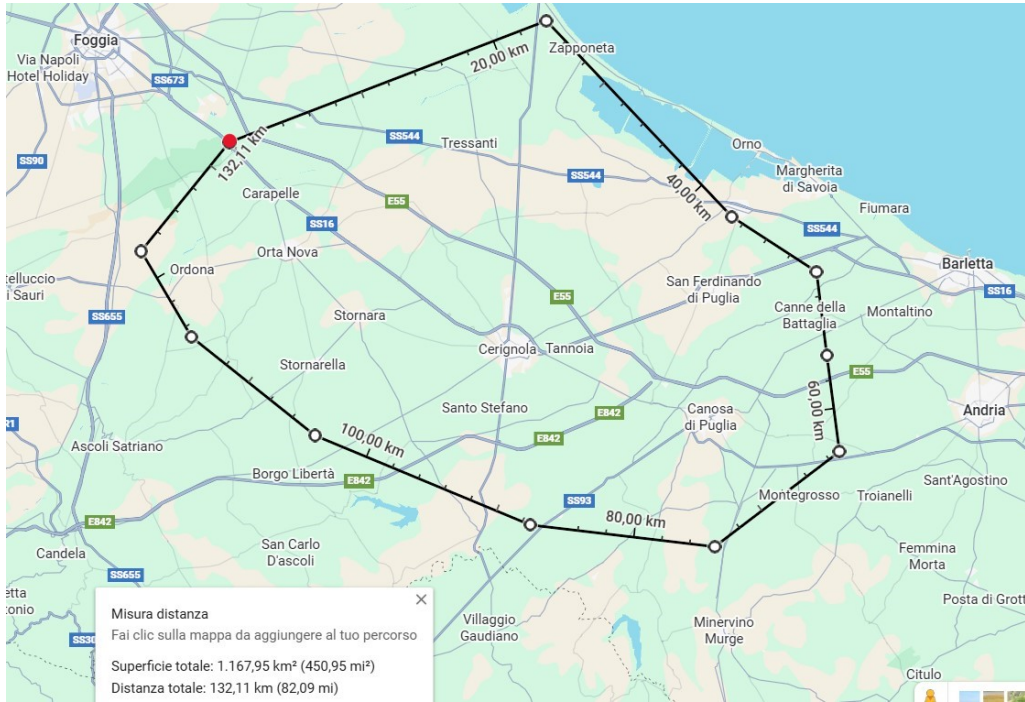 Foggia
Via Napoli
Hotel Holiday
SS673
SS90
20,00 km
Zapponeta
132,11 km
SS544
Tressanti
Orno
SS544
Margherita
di Savoia
Carapelle
40,00 km
E55
Fiumara
SS16
SS544
Orta Nova
Barletta
Ordona
telluccio
i Sauri
San Ferdinando
di Puglia
SS16
E55
Canne della
Battaglia
Montaltino
SS655
Stornara
Cerignola
Tannoia
Stornarella
E55
60,00 km
Santo Stefano
E842
Canosa
di Puglia
Andria
R1
100,00 km
E842
Ascoli Satriano
Borgo Libertà
E842
Sant'Agostino
Montegrosso
Troianelli
SS93
80,00 km
E842
Candela
San Carlo
D'ascoli
Femmina
Morta
SS655
etta
ntonio
Posta di Grott
Misura distanza
Fai clic sulla mappa da aggiungere al tuo percorso
Superficie totale: 1.167,95 km² (450,95 mi²)
Distanza totale: 132,11 km (82,09 mi)
SS30
Villaggio
Gaudiano
Minervino
Murge
Citulo